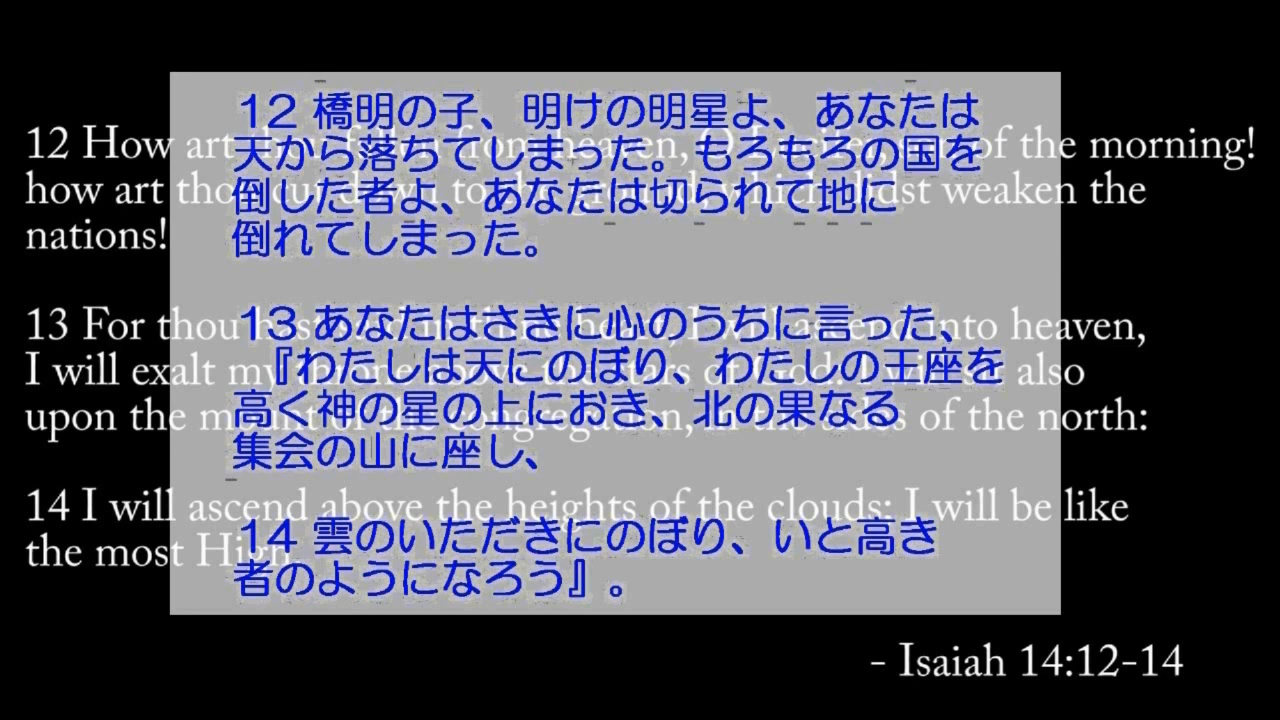 12 How art of the morning!
how art weaken the
nations!
13 For thou into heaven,
I will exalt my also
upon the congregation, of the north:
14 I will ascend above the heights of the clouds: I will be like
the most High
12 橋明の子、明けの明星よ、あなたは
天から落ちてしまった。もろもろの国を
倒した者よ、あなたは切られて地に
倒れてしまった。
13 あなたはさきに心のうちに言った、
『わたしは天にのぼり、わたしの王座を
高く神の星の上におき、北の果なる
集会の山に座し、
14 雲のいただきにのぼり、いと高き
者のようになろう』。
- Isaiah 14:12-14